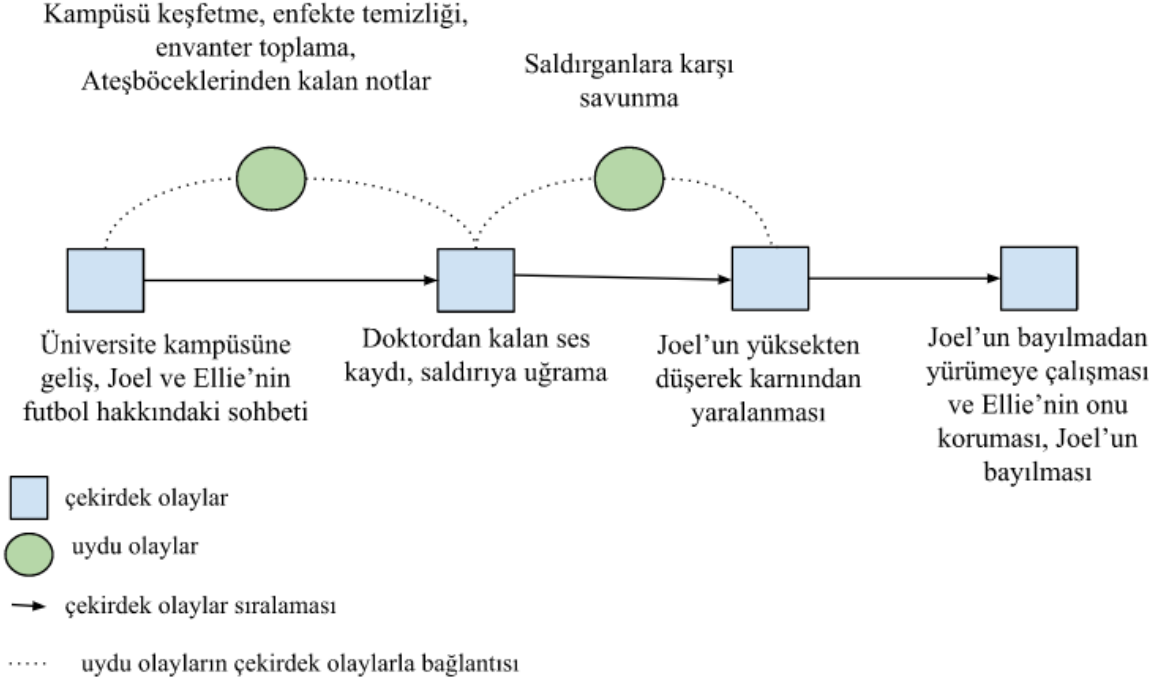 Kampüsü keşfetme, enfekte temizliği,
envanter toplama,
Ateşböceklerinden kalan notlar
Saldırganlara karşı
savunma
Üniversite kampüsüne
geliş, Joel ve Ellie’nin
futbol hakkındaki sohbeti
Doktordan kalan ses
kaydı, saldırıya uğrama
Joel’un yüksekten
düşerek karnından
yaralanması
Joel’un bayılmadan
yürümeye çalışması
ve Ellie’nin onu
koruması, Joel’un
bayılması
çekirdek olaylar
uydu olaylar
çekirdek olaylar sıralaması
uydu olayların çekirdek olaylarla bağlantısı